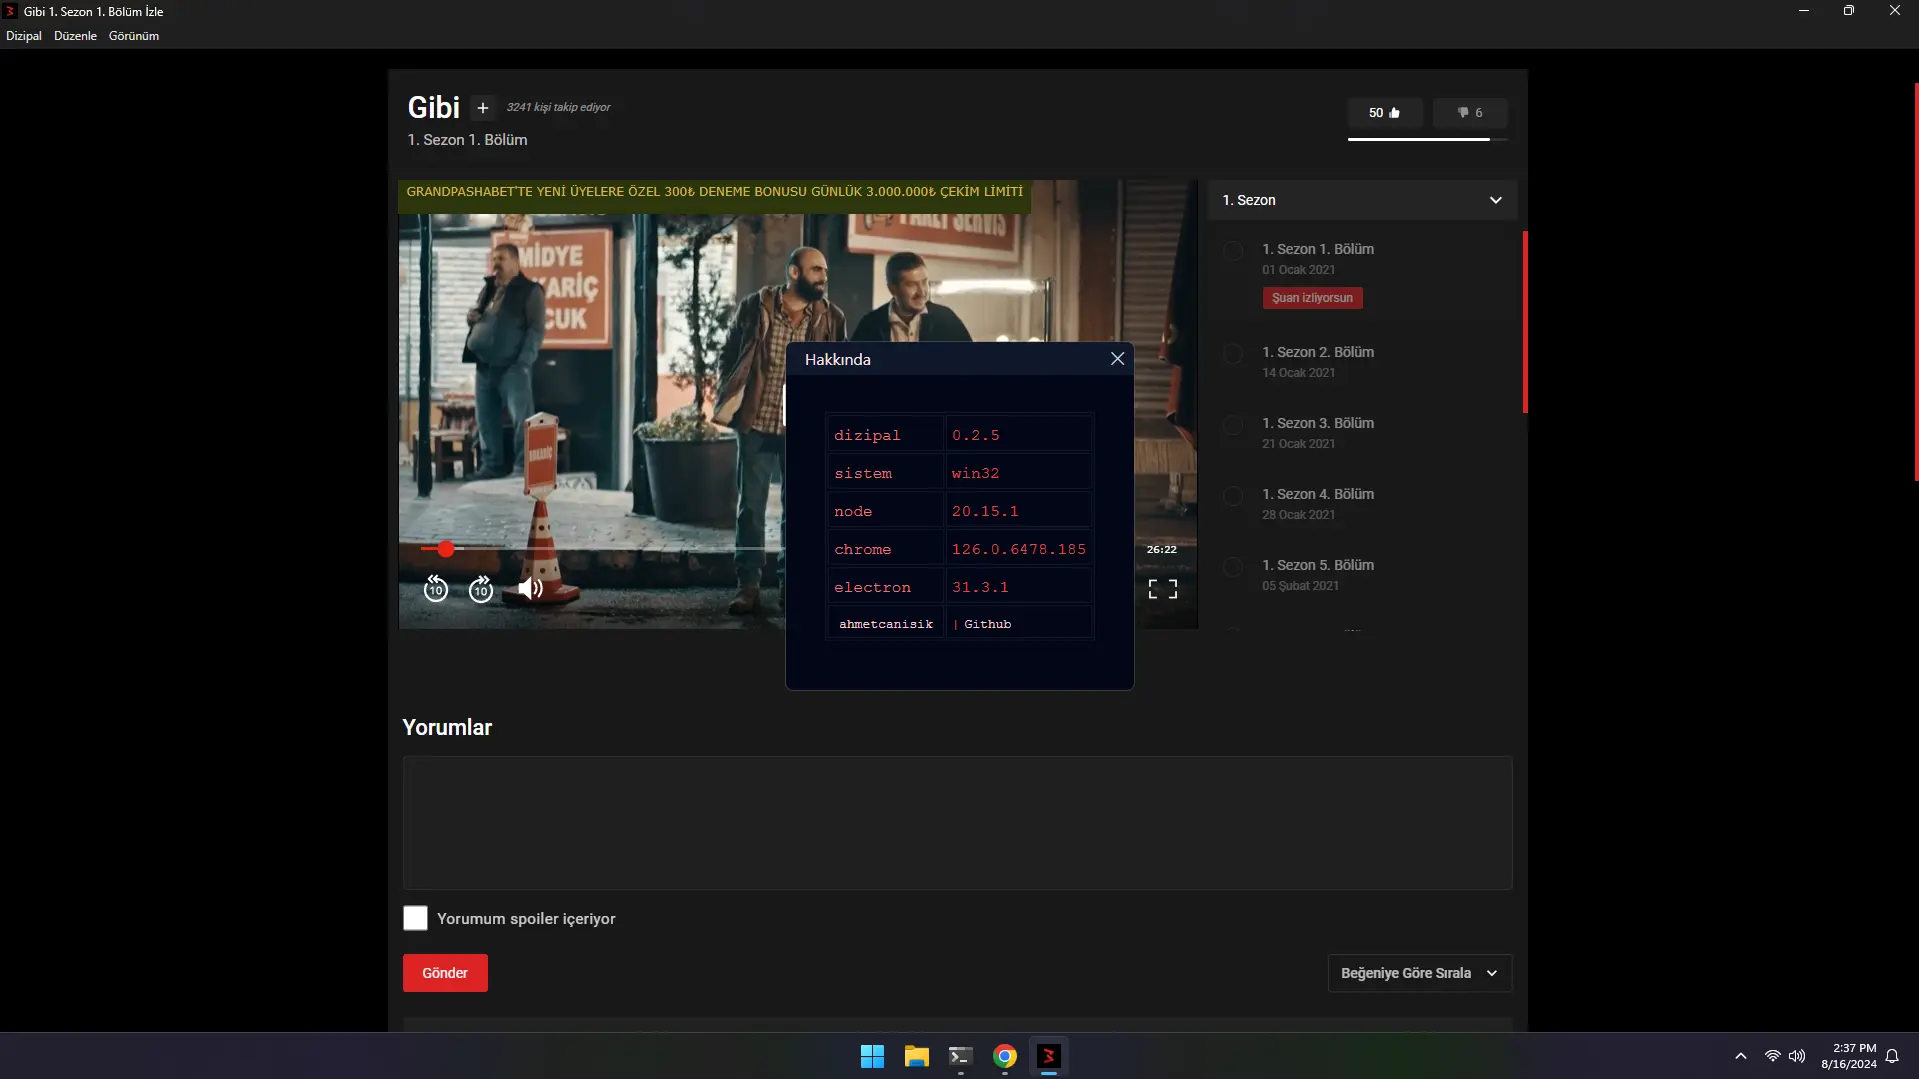 Gibi 1. Sezon 1. Bölüm İzle
Dizipal Düzenle Görünüm
Gibi + 3241 kişi takip ediyor
1. Sezon 1. Bölüm
50 6
GRANDPASHABET'TE YENİ ÜYELERE ÖZEL 300₺ DENEME BONUSU GÜNLÜK 3.000.000₺ ÇEKİM LİMİTİ
MİDYE
KARİÇ
CUK
PAKET SERVİS
26:22
10 10
Hakkında
dizipal 0.2.5
sistem win32
node 20.15.1
chrome 126.0.6478.185
electron 31.3.1
ahmetcanisik | Github
1. Sezon
1. Sezon 1. Bölüm
01 Ocak 2021
Şuan izliyorsun
1. Sezon 2. Bölüm
14 Ocak 2021
1. Sezon 3. Bölüm
21 Ocak 2021
1. Sezon 4. Bölüm
28 Ocak 2021
1. Sezon 5. Bölüm
05 Şubat 2021
Yorumlar
Yorumum spoiler içeriyor
Gönder
Beğeniye Göre Sırala
2:37 PM
8/16/2024